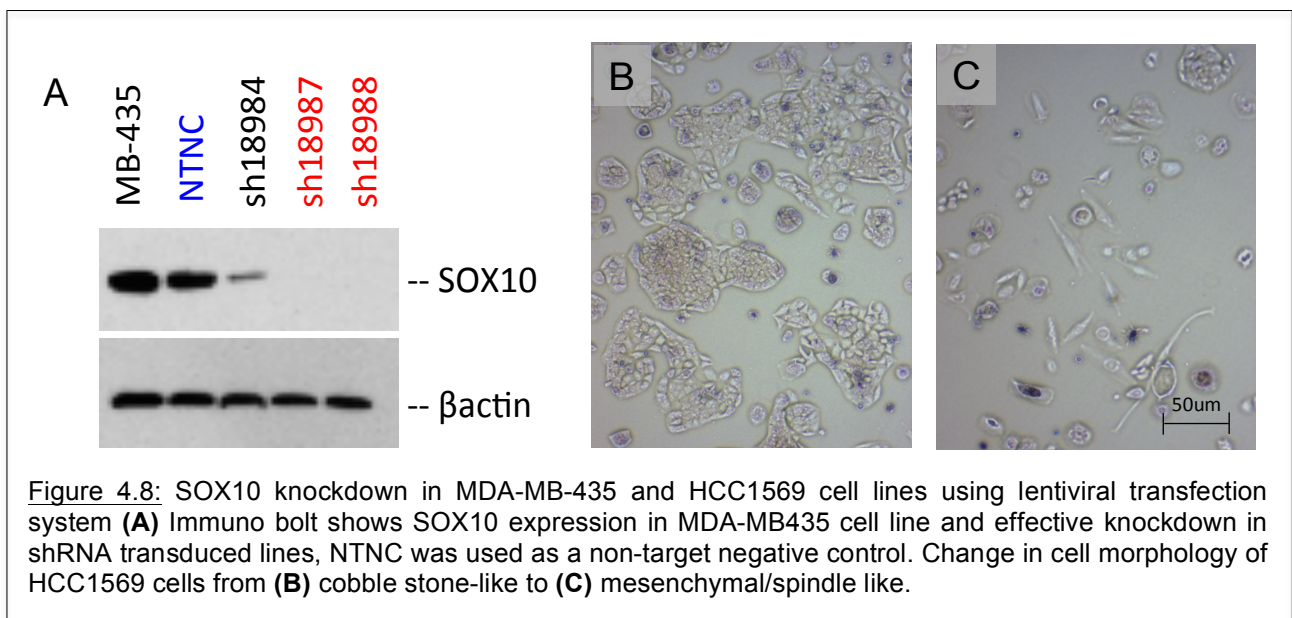 A
MB-435
NTNC
sh18984
sh18987
sh18988
-- SOX10
-- βactin
B
C
50um
Figure 4.8: SOX10 knockdown in MDA-MB-435 and HCC1569 cell lines using lentiviral transfection
system (A) Immuno bolt shows SOX10 expression in MDA-MB435 cell line and effective knockdown in
shRNA transduced lines, NTNC was used as a non-target negative control. Change in cell morphology of
HCC1569 cells from (B) cobble stone-like to (C) mesenchymal/spindle like.